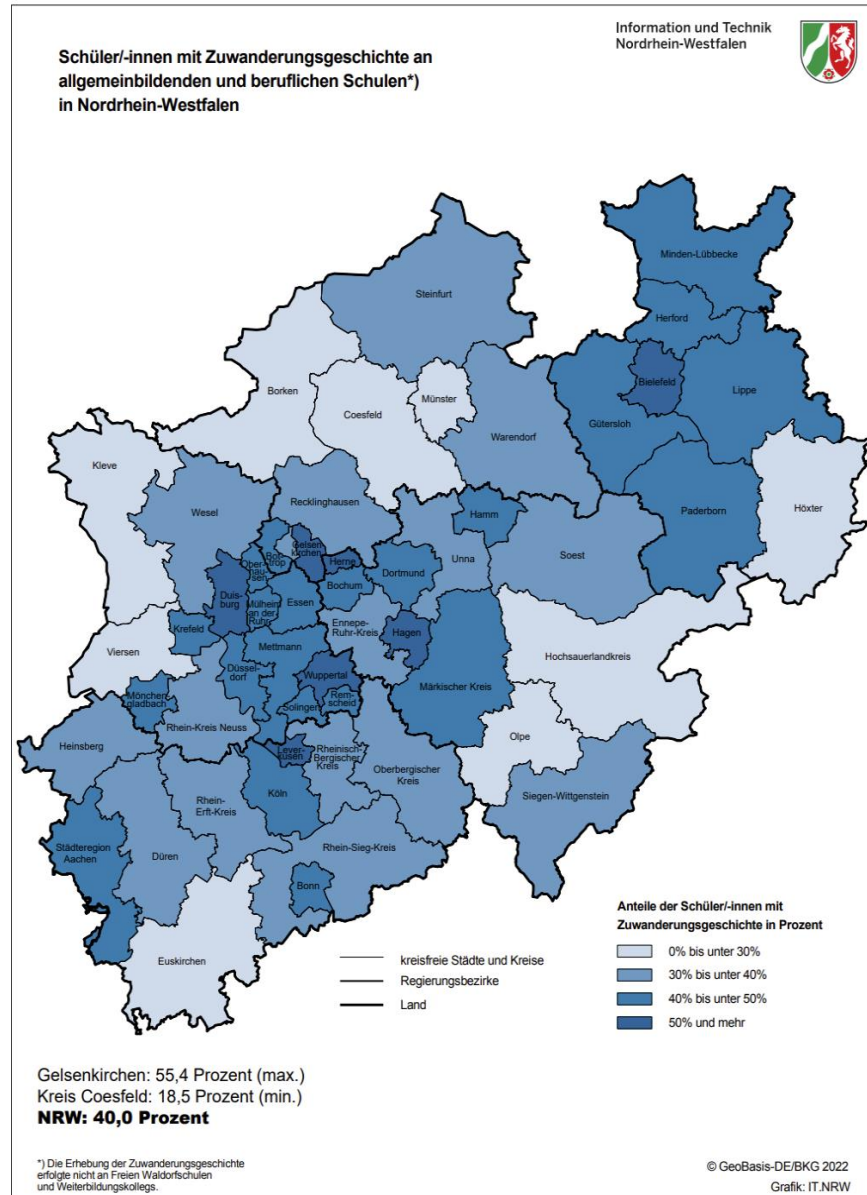 Information und Technik
Nordrhein-Westfalen
Schüler/-innen mit Zuwanderungsgeschichte an
allgemeinbildenden und beruflichen Schulen*)
in Nordrhein-Westfalen
Minden-Lübbecke
Steinfurt
Herford
Borken
Bielefeld
Lippe
Münster
Coesfeld
Gütersloh
Warendorf
Kleve
Recklinghausen
Wesel
Hamm
Paderborn
Höxter
Gelsen
kirchen
Bot
trop
Herne
Ober-
hau-
sen
Unna
Soest
Dortmund
Bochum
Duis-
burg
Mülheim
an der
Ruhr
Essen
Ennepe-
Ruhr-Kreis
Hagen
Krefeld
Viersen
Mettmann
Hochsauerlandkreis
Düssel-
dorf
Wuppertal
Märkischer Kreis
Mönchen
gladbach
Solingen
Rem-
scheid
Rhein-Kreis Neuss
Olpe
Heinsberg
Lever-
kusen
Rheinisch-
Bergischer
Kreis
Oberbergischer
Kreis
Köln
Siegen-Wittgenstein
Rhein-
Erft-Kreis
Städteregion
Aachen
Düren
Rhein-Sieg-Kreis
Bonn
Euskirchen
Anteile der Schüler/-innen mit
Zuwanderungsgeschichte in Prozent
0% bis unter 30%
30% bis unter 40%
40% bis unter 50%
50% und mehr
kreisfreie Städte und Kreise
Regierungsbezirke
Land
Gelsenkirchen: 55,4 Prozent (max.)
Kreis Coesfeld: 18,5 Prozent (min.)
NRW: 40,0 Prozent
*) Die Erhebung der Zuwanderungsgeschichte
erfolgte nicht an Freien Waldorfschulen
und Weiterbildungskollegs.
© GeoBasis-DE/BKG 2022
Grafik: IT.NRW